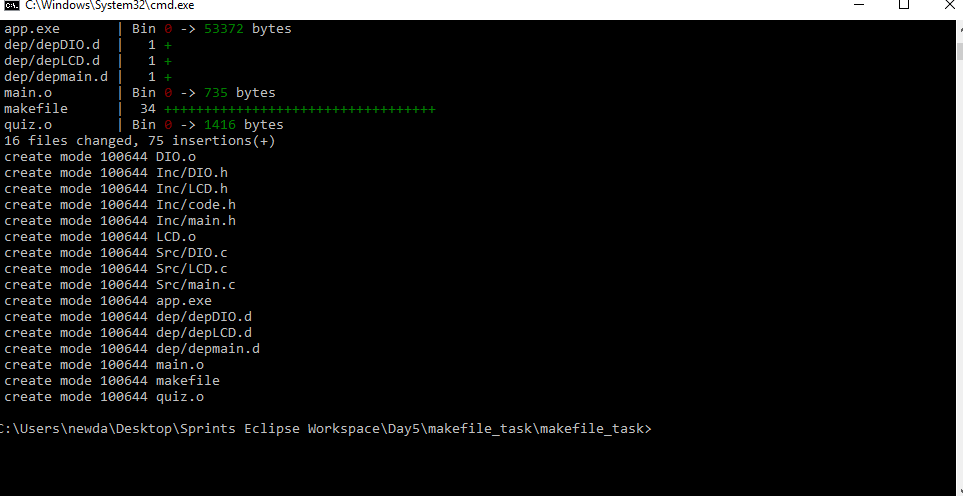 C:\Windows\System32\cmd.exe
app.exe | Bin 0 -> 53372 bytes
dep/depDIO.d | 1 +
dep/depLCD.d | 1 +
dep/depmain.d | 1 +
main.o | Bin 0 -> 735 bytes
makefile | 34 ++++++++++++++++++++++++++++++++++
quiz.o | Bin 0 -> 1416 bytes
16 files changed, 75 insertions(+)
create mode 100644 DIO.o
create mode 100644 Inc/DIO.h
create mode 100644 Inc/LCD.h
create mode 100644 Inc/code.h
create mode 100644 Inc/main.h
create mode 100644 LCD.o
create mode 100644 Src/DIO.c
create mode 100644 Src/LCD.c
create mode 100644 Src/main.c
create mode 100644 app.exe
create mode 100644 dep/depDIO.d
create mode 100644 dep/depLCD.d
create mode 100644 dep/depmain.d
create mode 100644 main.o
create mode 100644 makefile
create mode 100644 quiz.o
C:\Users\newda\Desktop\Sprints Eclipse Workspace\Day5\makefile_task\makefile_task>